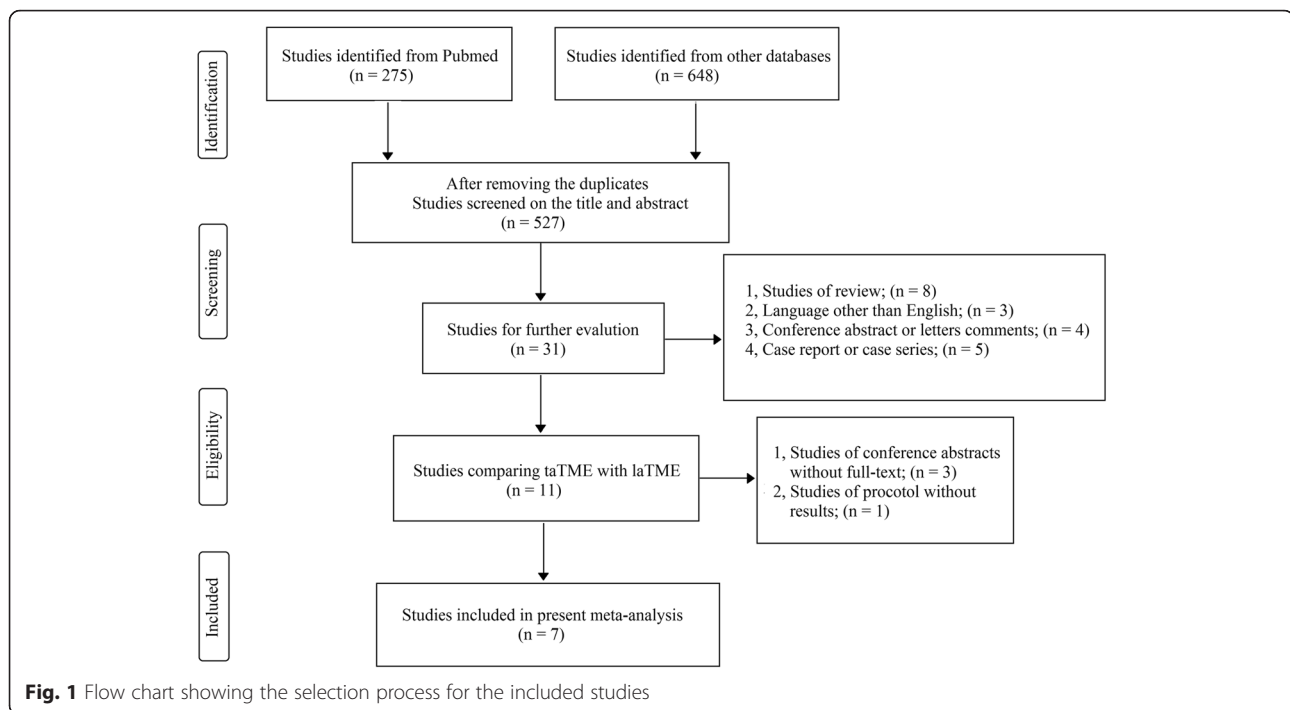 Identification
Studies identified from Pubmed
(n = 275)
Studies identified from other databases
(n = 648)
After removing the duplicates
Studies screened on the title and abstract
(n = 527)
Screening
Studies for further evalution
(n = 31)
1, Studies of review; (n = 8)
2, Language other than English; (n = 3)
3, Conference abstract or letters comments; (n = 4)
4, Case report or case series; (n = 5)
Eligibility
Studies comparing taTME with laTME
(n = 11)
1, Studies of conference abstracts
without full-text; (n = 3)
2, Studies of procotol without
results; (n = 1)
Included
Studies included in present meta-analysis
(n = 7)
Fig. 1 Flow chart showing the selection process for the included studies